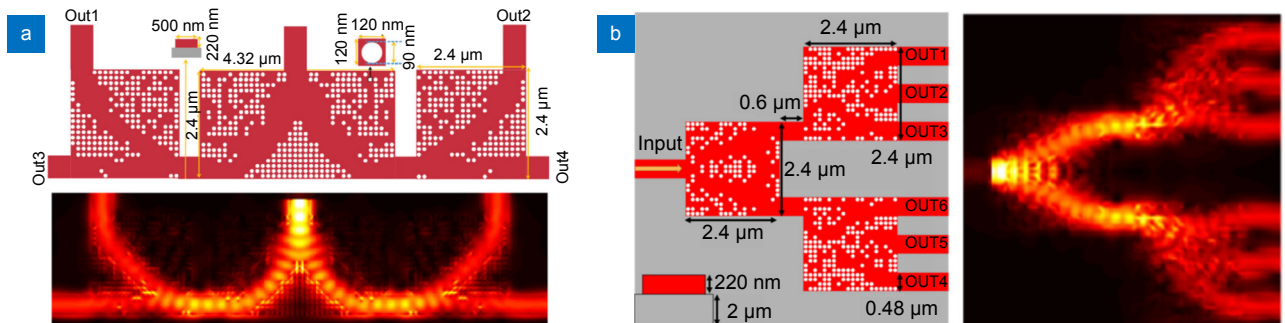 a
Out1
500 nm
220 nm
4.32 µm
120 nm
120 nm
90 nm
Out2
2.4 µm
2.4 µm
2.4 µm
Out3
Out4
b
2.4 µm
OUT1
OUT2
OUT3
0.6 µm
Input
2.4 µm
2.4 µm
2.4 µm
OUT6
OUT5
OUT4
220 nm
2 µm
0.48 µm